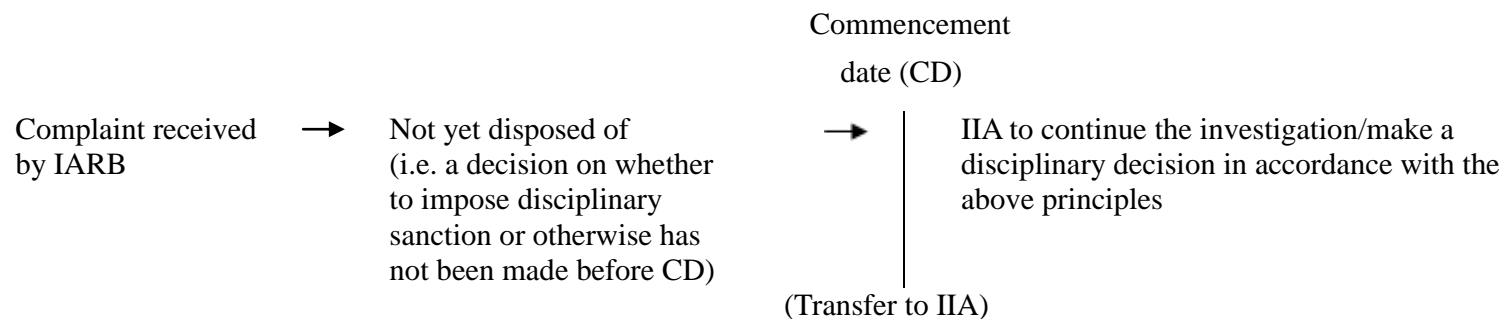 Commencement
date (CD)
Complaint received
by IARB
Not yet disposed of
(i.e. a decision on whether
to impose disciplinary
sanction or otherwise has
not been made before CD)
IIA to continue the investigation/make a
disciplinary decision in accordance with the
above principles
(Transfer to IIA)